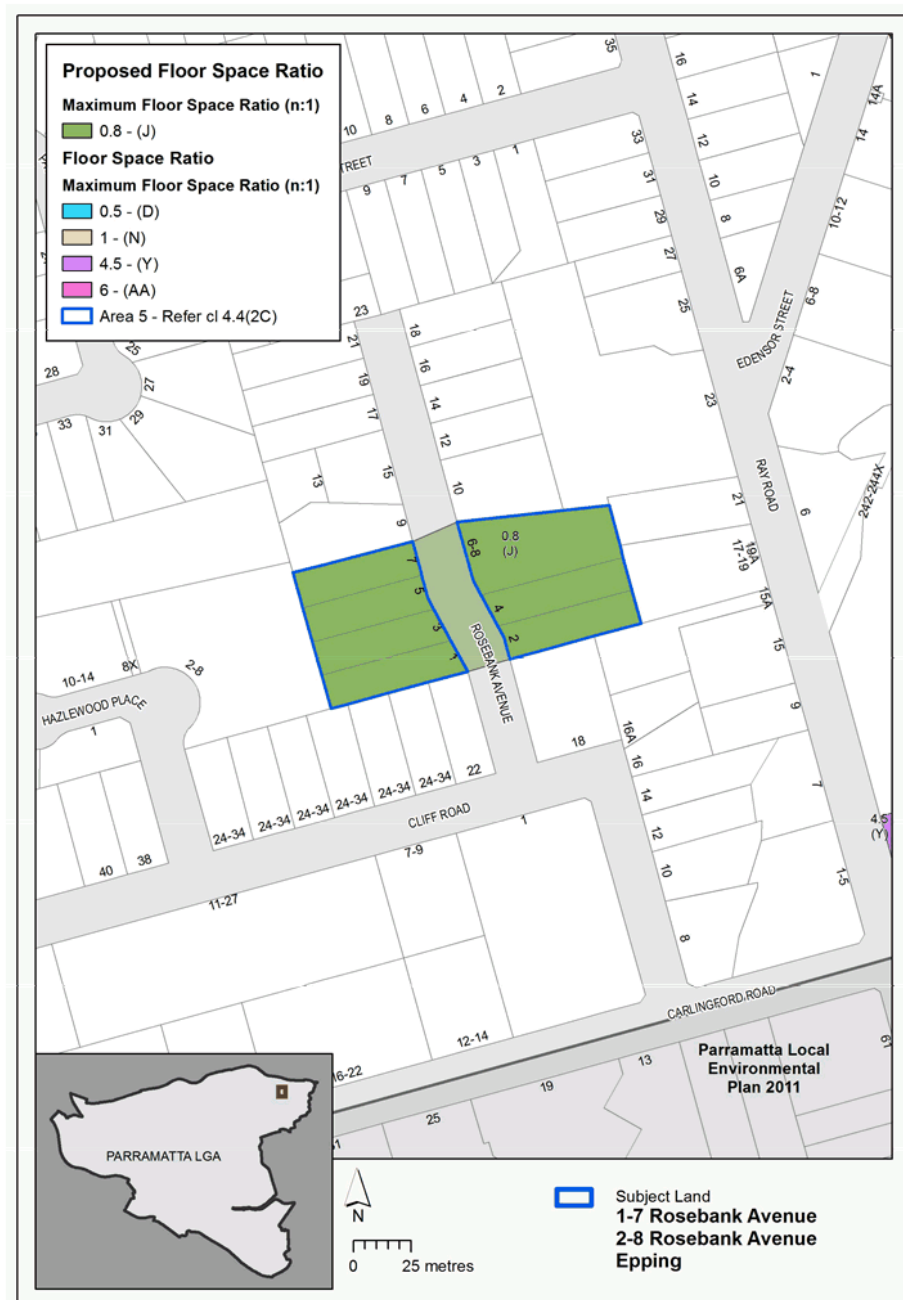 Proposed Floor Space Ratio
Maximum Floor Space Ratio (n:1)
0.8 - (J)
Floor Space Ratio
Maximum Floor Space Ratio (n:1)
0.5 - (D)
1 - (N)
4.5 - (Y)
6 - (AA)
Area 5 - Refer cl 4.4(2C)
35
16
1
14A
14
14
2
4
6
8
10
33
12
STREET
1
3
5
7
9
31
10
10-12
29
8
27
6A
6-8
25
23
18
21
16
EDENSOR STREET
25
28
27
19
14
2-4
29
33
31
17
12
23
13
15
10
RAY ROAD
242-244X
21
6
9
6-8
0.8
(J)
7
19A
17-19
5
15A
4
3
2
1
ROSEBANK AVENUE
15
8X
2-8
10-14
HAZLEWOOD PLACE
1
9
16A
18
16
22
24-34
24-34
24-34
24-34
24-34
24-34
14
7
CLIFF ROAD
1
4.5
(Y)
12
7-9
38
40
10
1-5
11-27
8
CARLINGFORD ROAD
12-14
16-22
13
61
19
25
Parramatta Local
Environmental
Plan 2011
PARRAMATTA LGA
N
0 25 metres
Subject Land
1-7 Rosebank Avenue
2-8 Rosebank Avenue
Epping